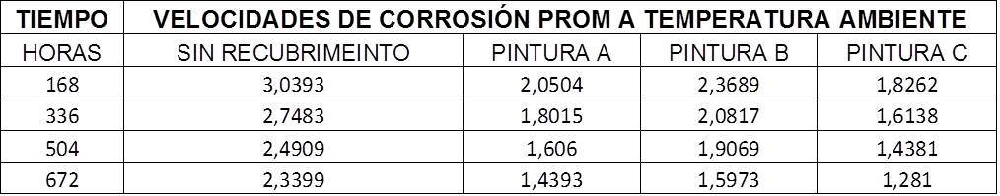 TIEMPO VELOCIDADES DE CORROSIÓN PROM A TEMPERATURA AMBIENTE
HORAS SIN RECUBRIMEINTO PINTURA A PINTURA B PINTURA C
168 3,0393 2,0504 2,3689 1,8262
336 2,7483 1,8015 2,0817 1,6138
504 2,4909 1,606 1,9069 1,4381
672 2,3399 1,4393 1,5973 1,281